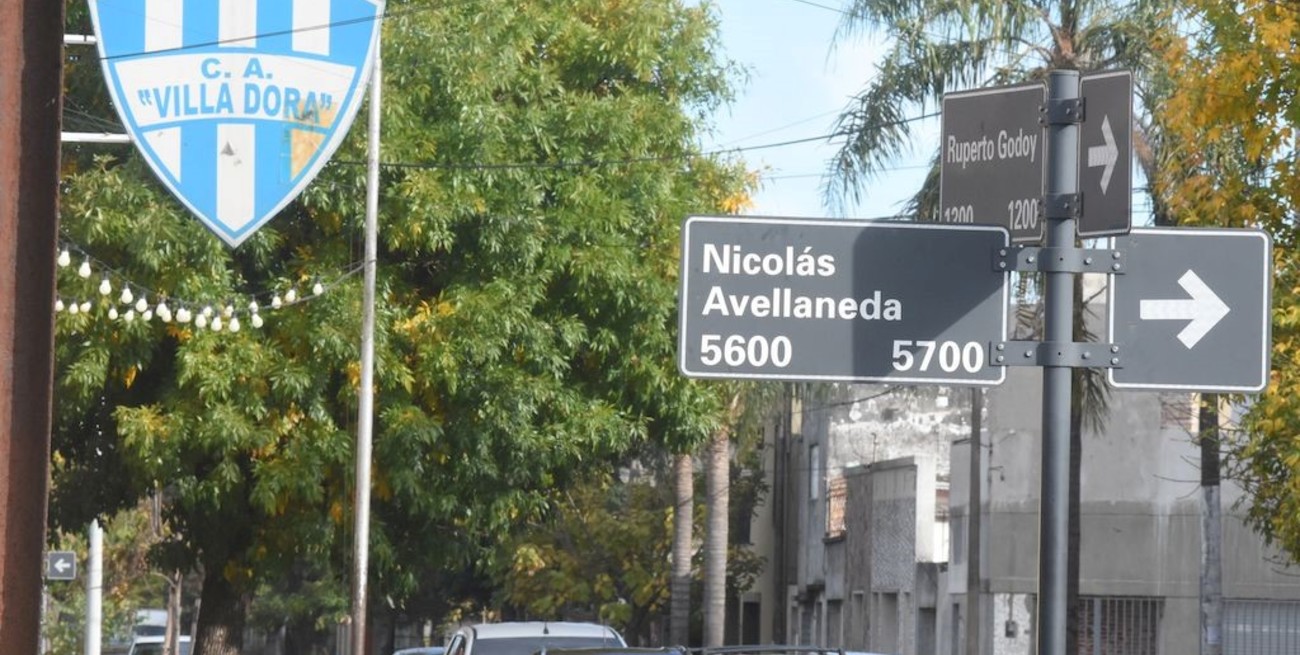 C. A.
"VILLA DORA"
Ruperto Godoy
1200 1200
Nicolás
Avellaneda
5600 5700